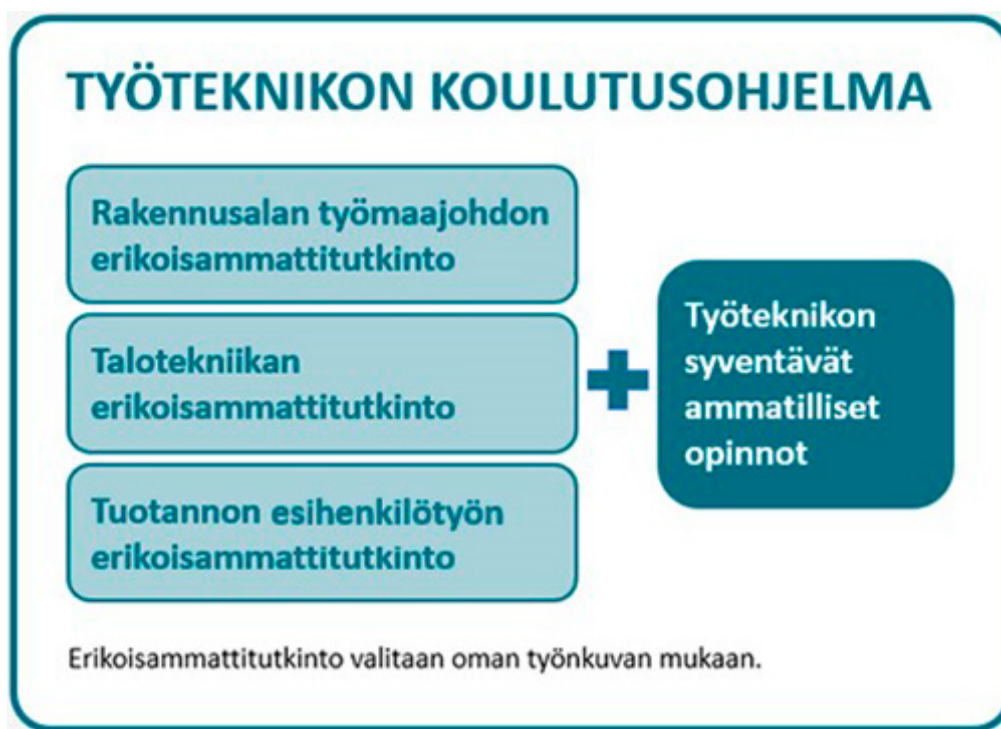 TYÖTEKNIKON KOULUTUSOHJELMA
Rakennusalan työmaajohdon
erikoisammattitutkinto
Talotekniikan
erikoisammattitutkinto
Tuotannon esihenkilötyön
erikoisammattitutkinto
Työteknikon
syventävät
ammatilliset
opinnot
Erikoisammattitutkinto valitaan oman työnkuvan mukaan.